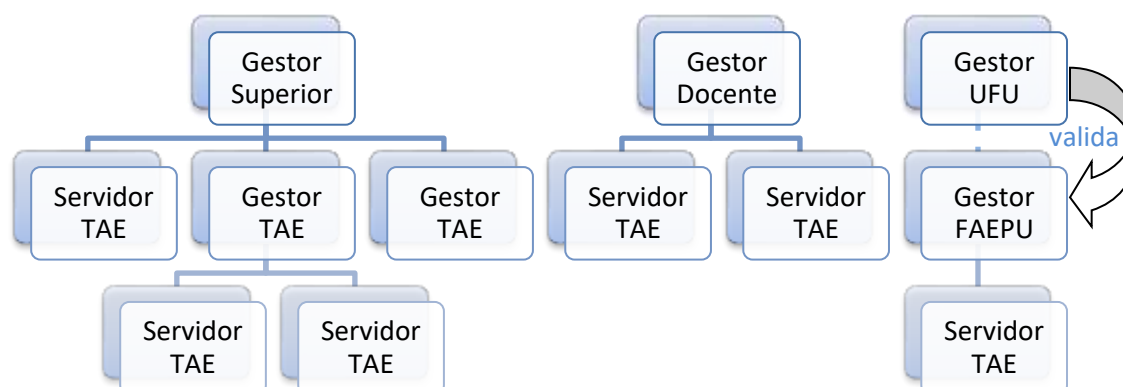 Gestor
Superior
Gestor
Docente
Gestor
UFU
valida
Servidor
TAE
Gestor
TAE
Gestor
TAE
Servidor
TAE
Servidor
TAE
Gestor
FAEPU
Servidor
TAE
Servidor
TAE
Servidor
TAE